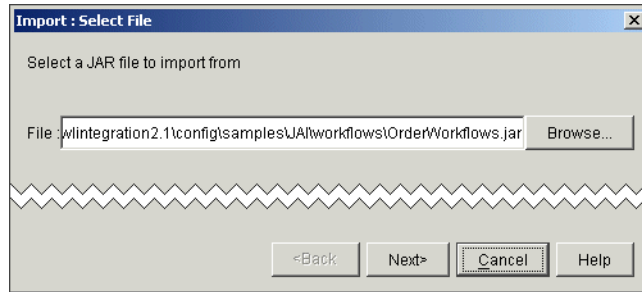 Import : Select File
Select a JAR file to import from
File : wlintegration2.1\config\samples\JAI\workflows\OrderWorkflows.jar Browse...
<Back Next> Cancel Help